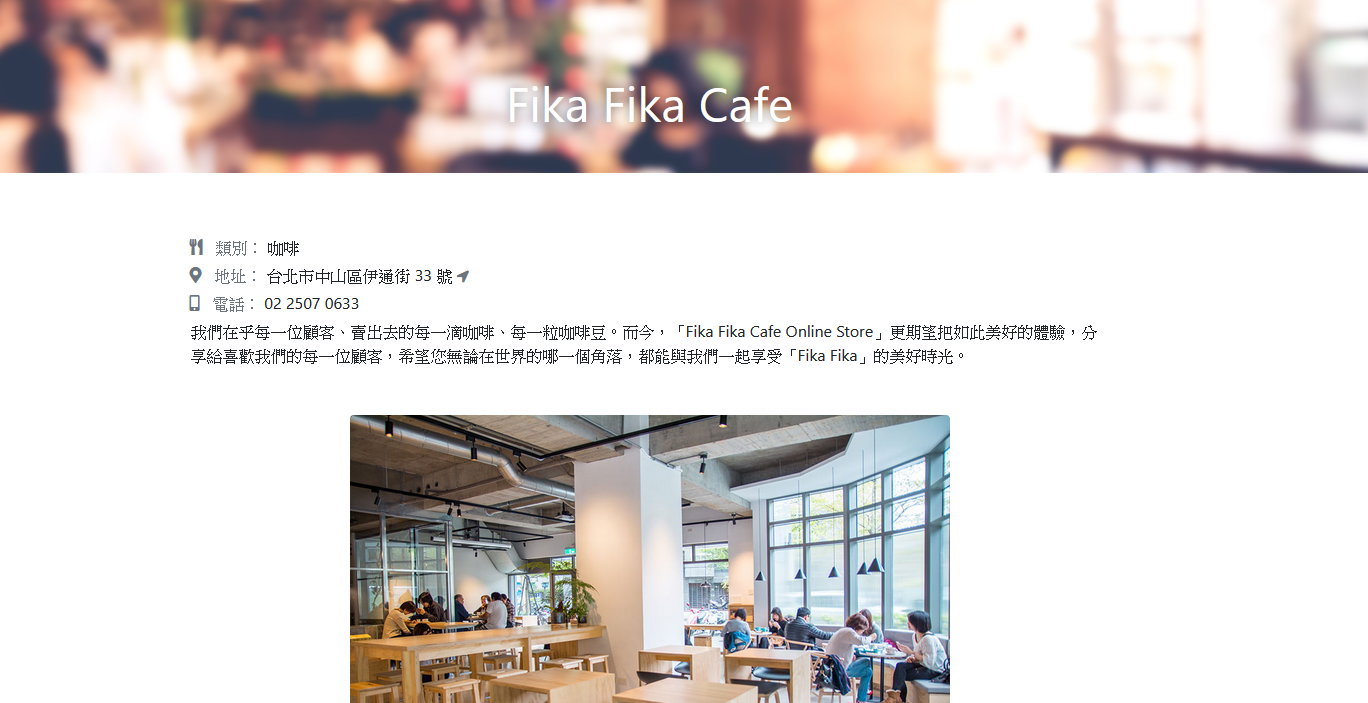 Fika Fika Cafe
類別： 咖啡
地址： 台北市中山區伊通街 33 號
電話： 02 2507 0633
我們在乎每一位顧客、賣出去的每一滴咖啡、每一粒咖啡豆。而今，「Fika Fika Cafe Online Store」更期望把如此美好的體驗，分
享給喜歡我們的每一位顧客，希望您無論在世界的哪一個角落，都能與我們一起享受「Fika Fika」的美好時光。